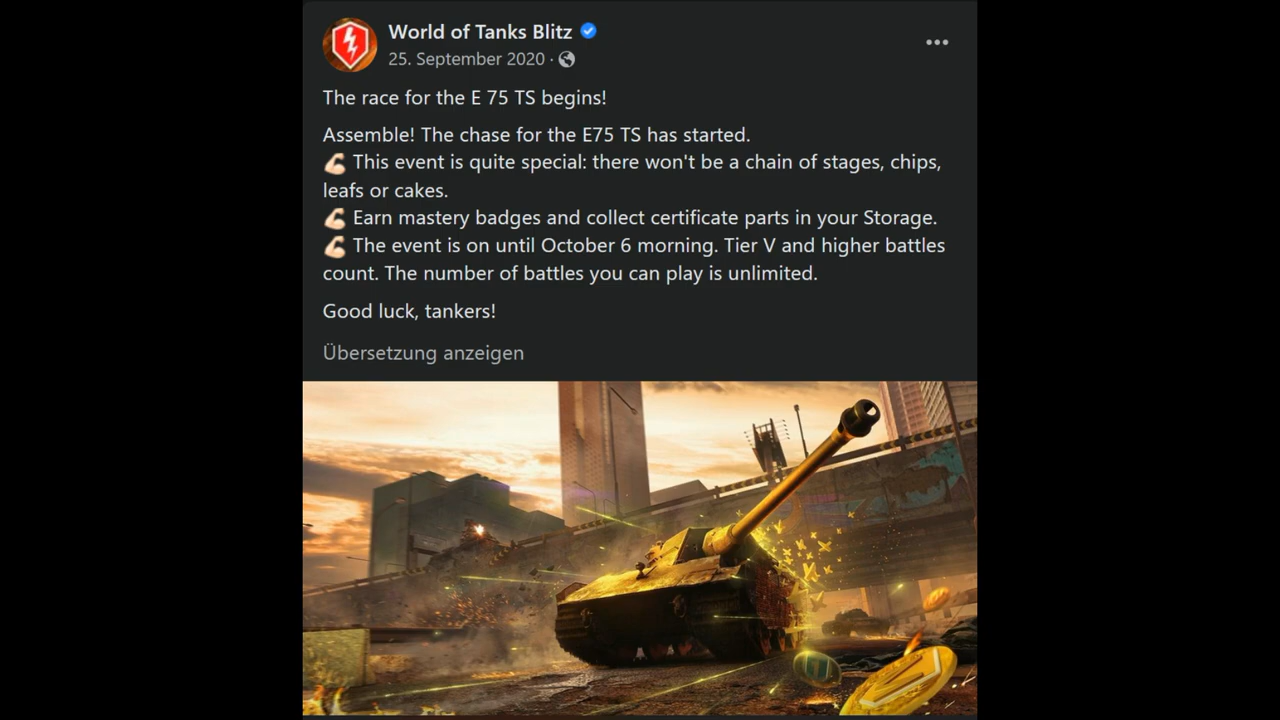 World of Tanks Blitz
25. September 2020 ·
The race for the E 75 TS begins!
Assemble! The chase for the E75 TS has started.
💪🏻 This event is quite special: there won't be a chain of stages, chips,
leafs or cakes.
💪🏻 Earn mastery badges and collect certificate parts in your Storage.
💪🏻 The event is on until October 6 morning. Tier V and higher battles
count. The number of battles you can play is unlimited.
Good luck, tankers!
Übersetzung anzeigen